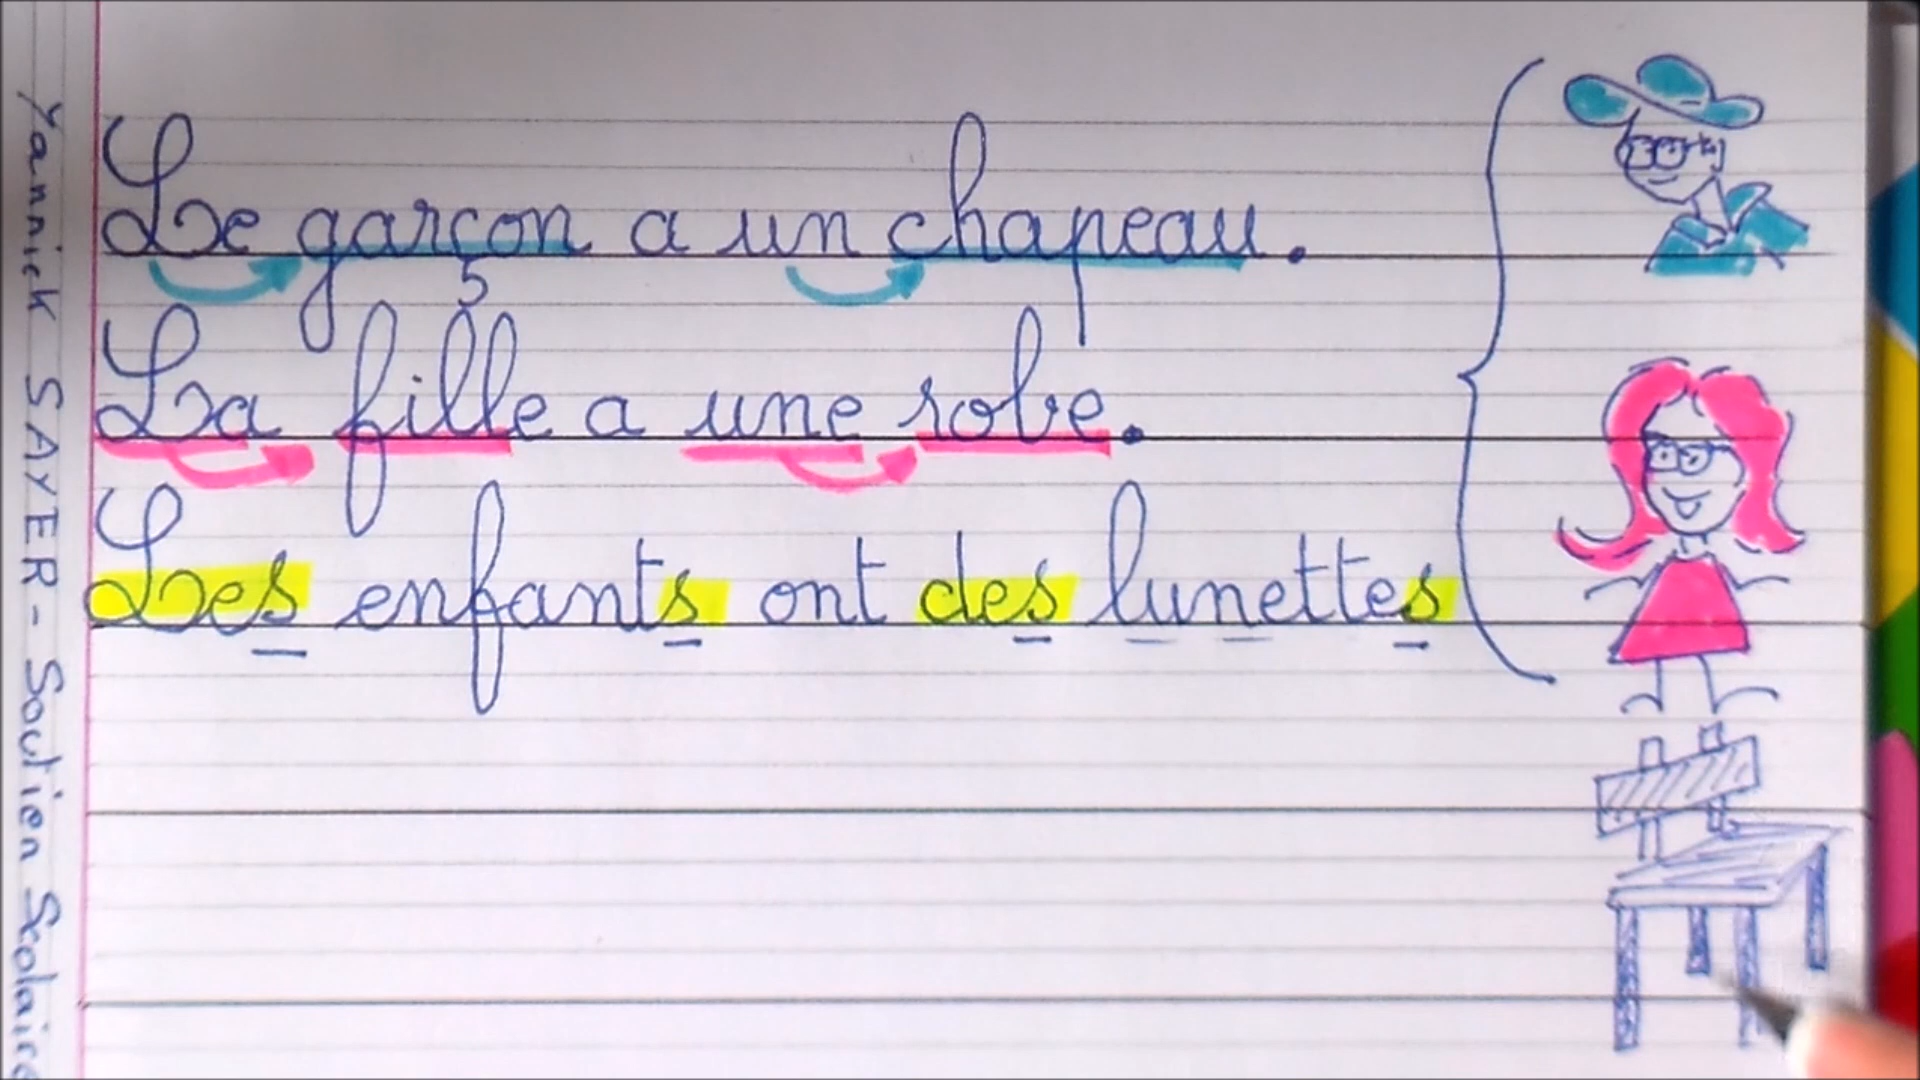 Le garçon a un chapeau.
La fille a une robe.
Les enfants ont des lunettes
Yannick SAYER - Soutien Scolaire